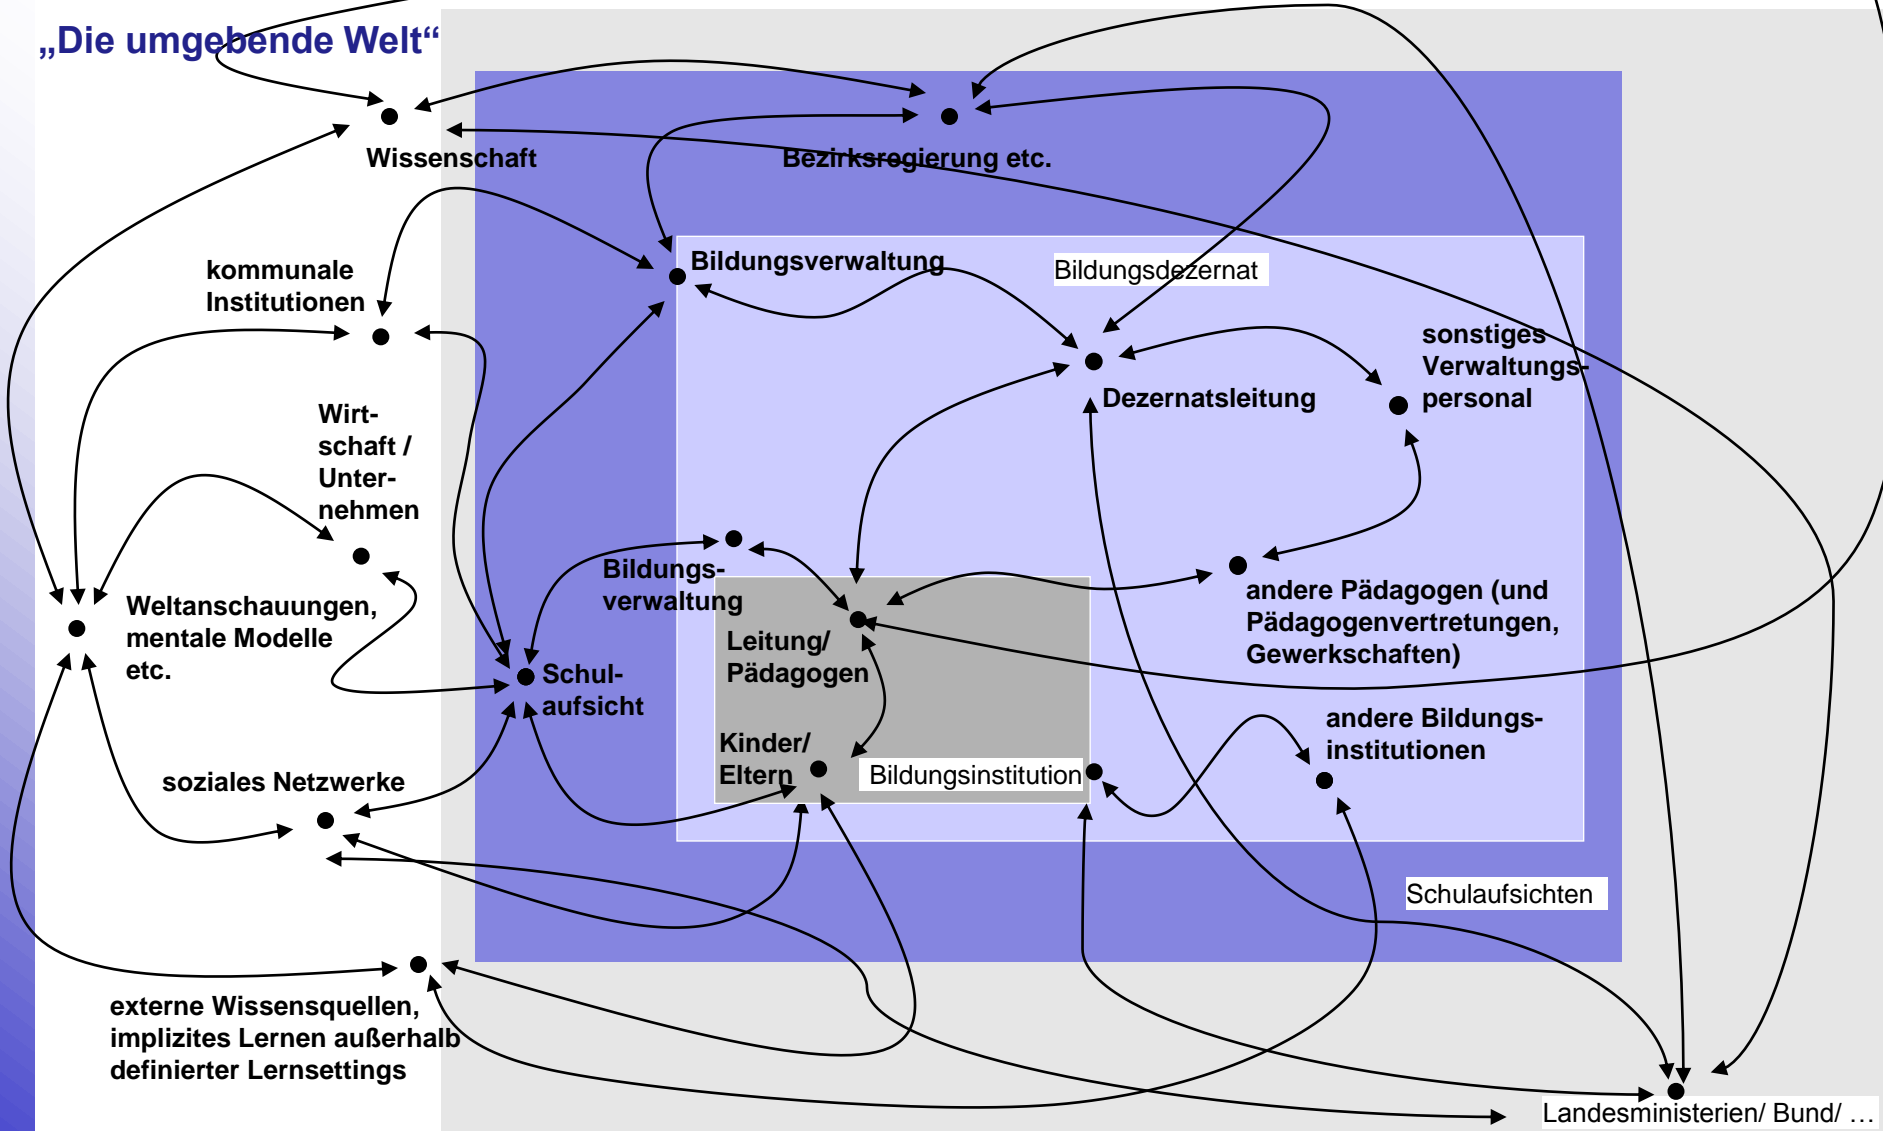 „Die umgebende Welt“
Wissenschaft
Bezirksregierung etc.
kommunale
Institutionen
Bildungsverwaltung
Bildungsdezernat
sonstiges
Verwaltungs-
personal
Dezernatsleitung
Wirt-
schaft /
Unter-
nehmen
Bildungs-
verwaltung
Weltanschauungen,
mentale Modelle
etc.
andere Pädagogen (und
Pädagogenvertretungen,
Gewerkschaften)
Leitung/
Pädagogen
Schul-
aufsicht
andere Bildungs-
institutionen
Kinder/
Eltern
Bildungsinstitution
soziales Netzwerke
Schulaufsichten
externe Wissensquellen,
implizites Lernen außerhalb
definierter Lernsettings
Landesministerien/ Bund/ …